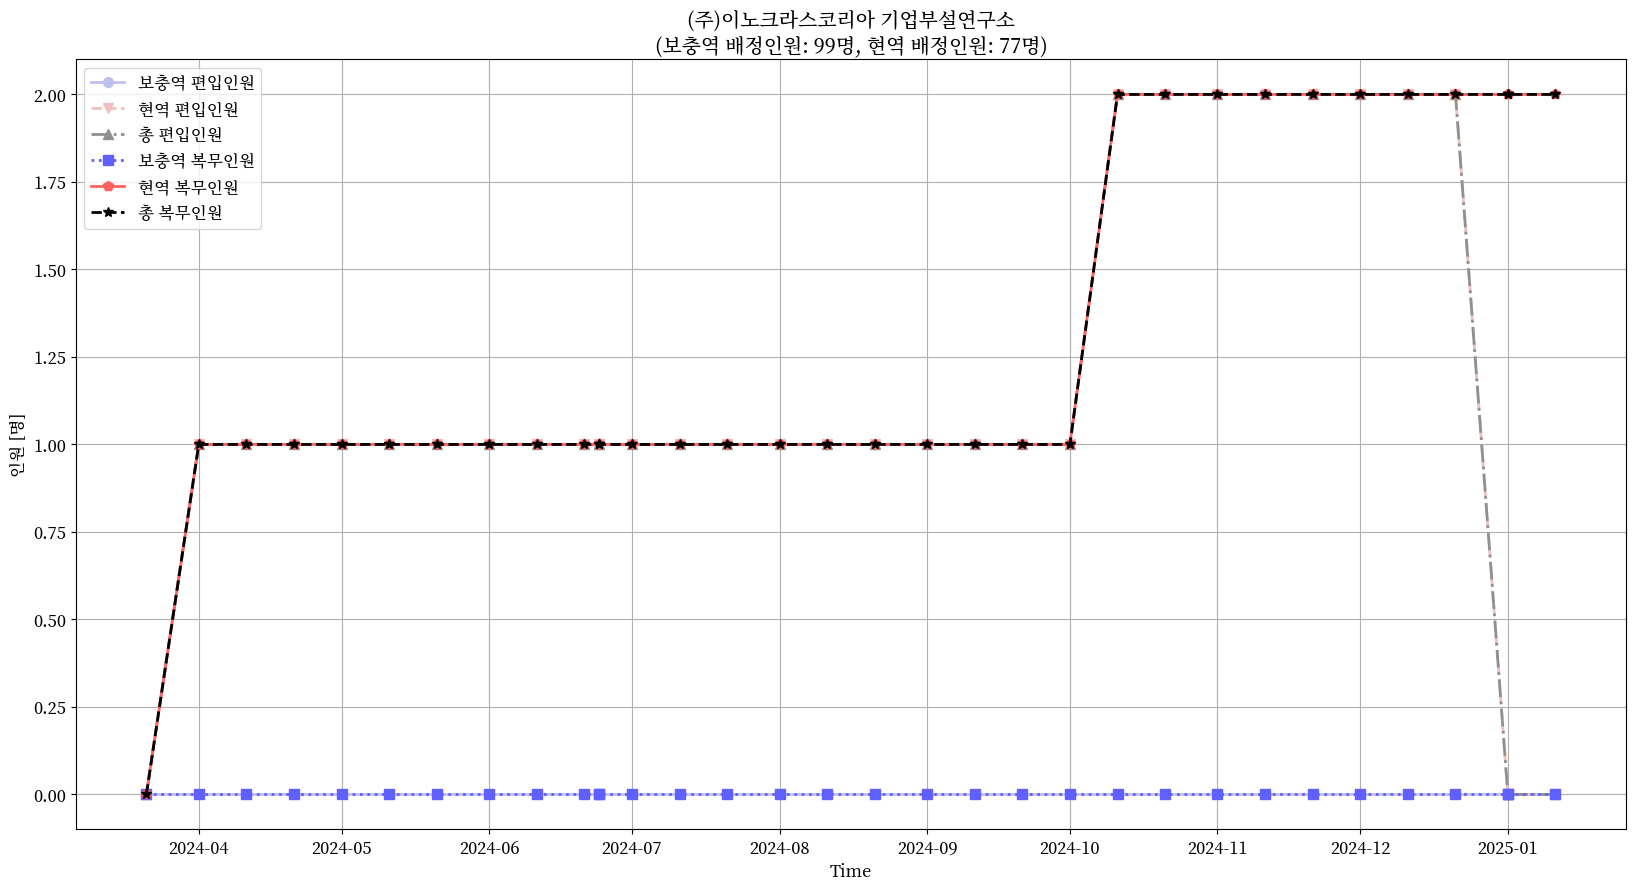 (주)이노크라스코리아 기업부설연구소
(보충역 배정인원: 99명, 현역 배정인원: 77명)
보충역 편입인원
현역 편입인원
총 편입인원
보충역 복무인원
현역 복무인원
총 복무인원
2.00
1.75
1.50
1.25
1.00
0.75
0.50
0.25
0.00
인원 [명]
2024-04 2024-05 2024-06 2024-07 2024-08 2024-09 2024-10 2024-11 2024-12 2025-01
Time